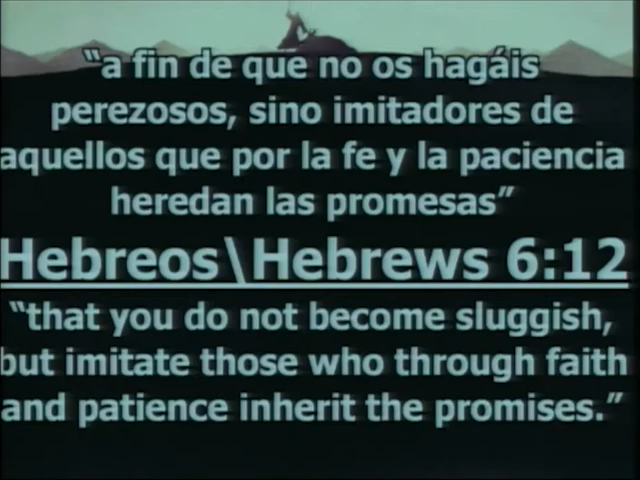 “a fin de que no os hagáis
perezosos, sino imitadores de
aquellos que por la fe y la paciencia
heredan las promesas”
Hebreos\Hebrews 6:12
“that you do not become sluggish,
but imitate those who through faith
and patience inherit the promises.”